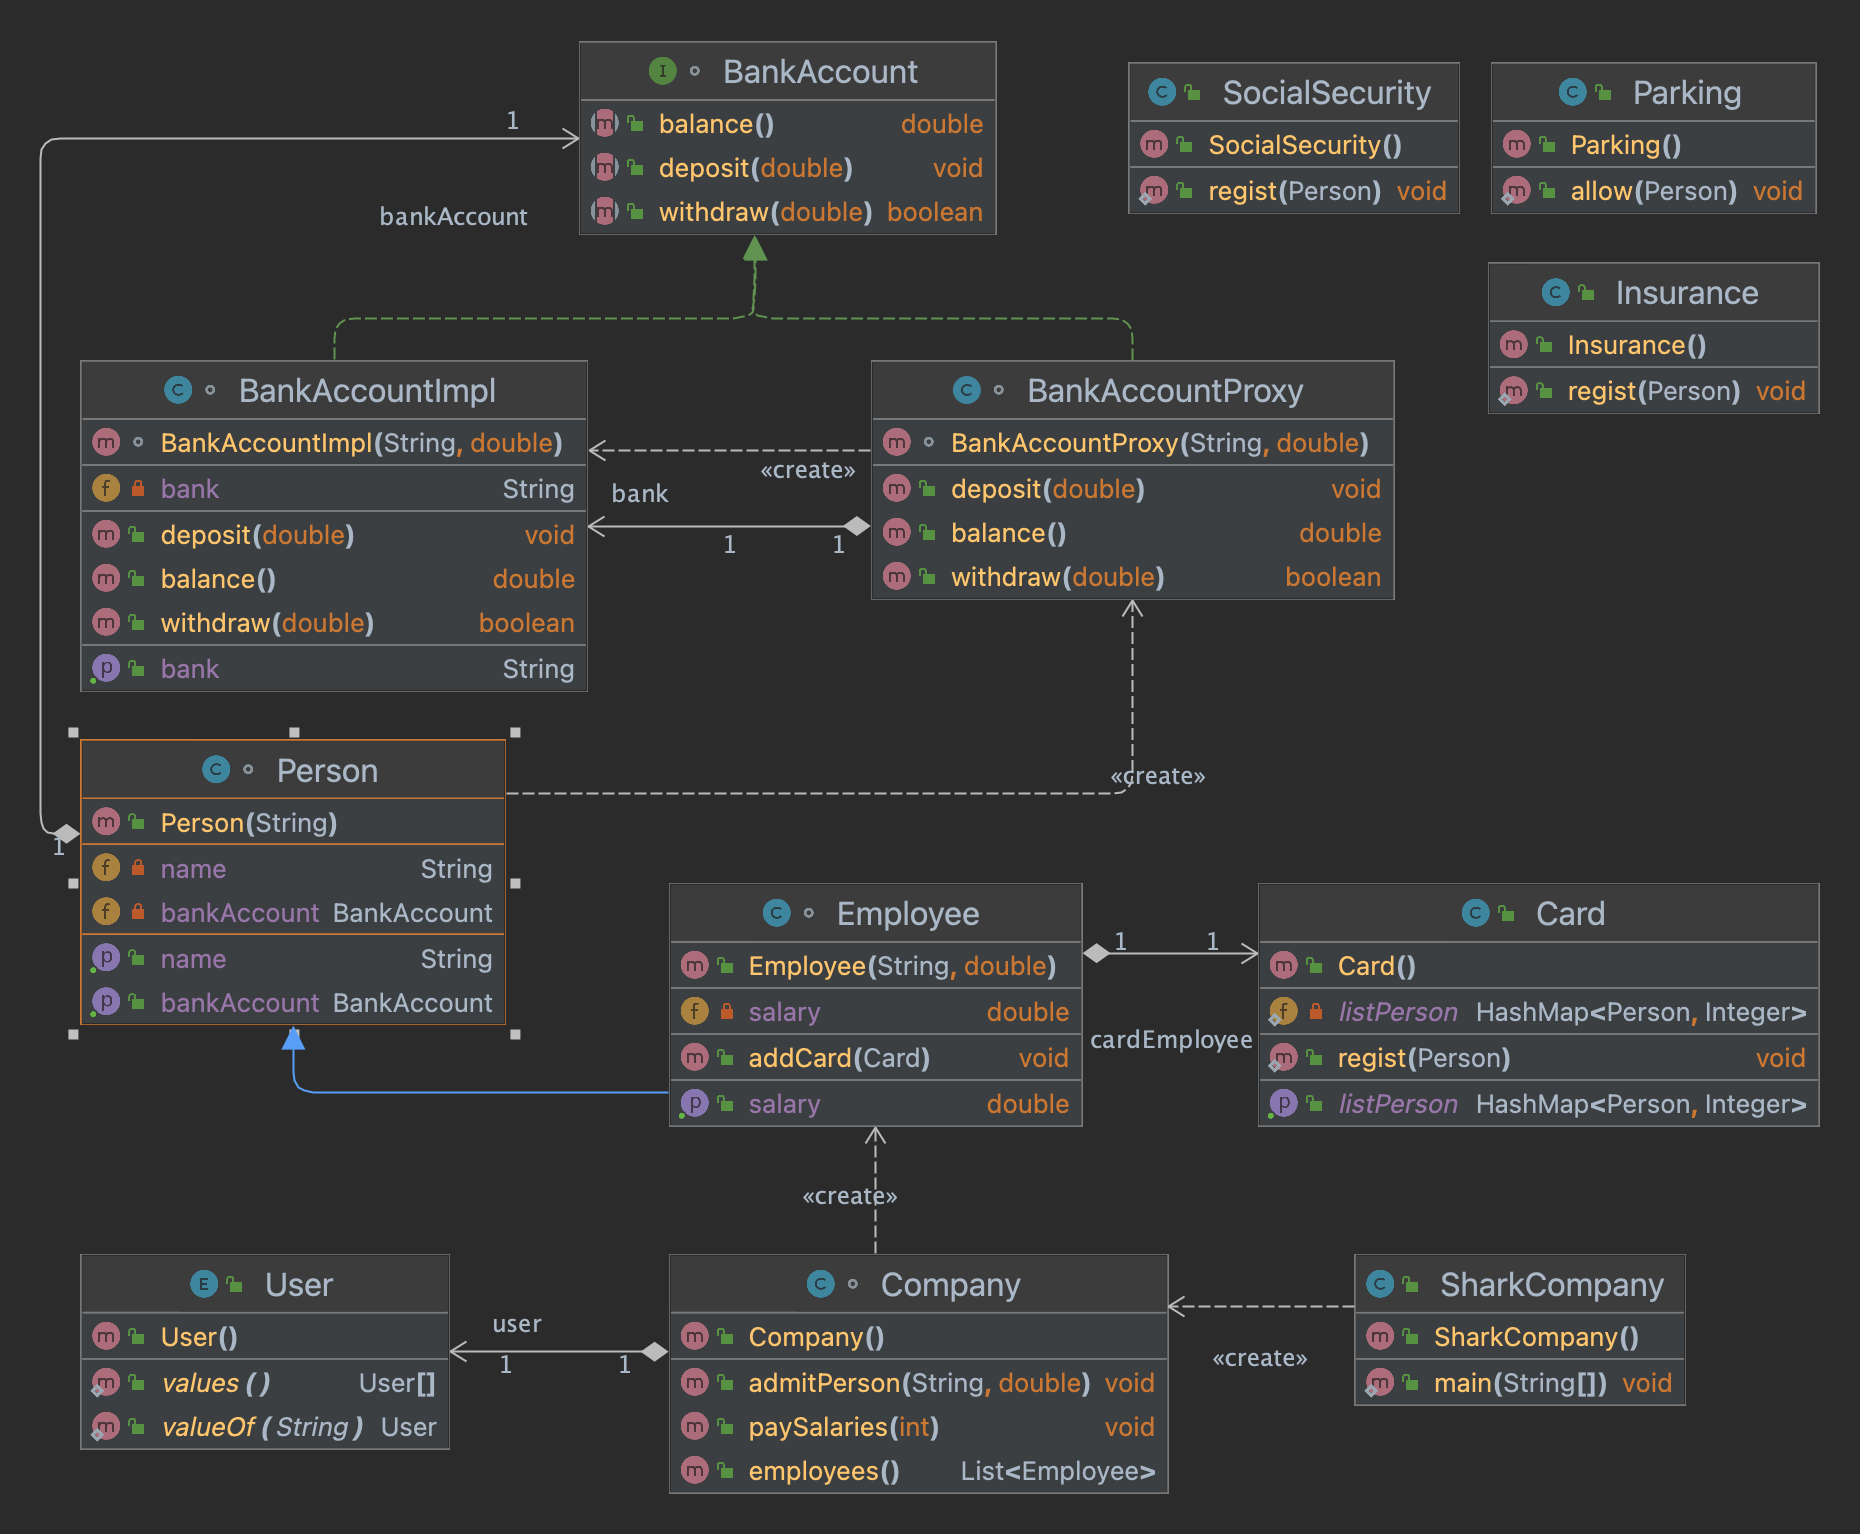 BankAccount
balance() double
deposit(double) void
withdraw(double) boolean
SocialSecurity
SocialSecurity()
regist(Person) void
Parking
Parking()
allow(Person) void
Insurance
Insurance()
regist(Person) void
1
bankAccount
BankAccountImpl
BankAccountImpl(String, double)
bank String
deposit(double) void
balance() double
withdraw(double) boolean
bank String
«create»
bank
1 1
BankAccountProxy
BankAccountProxy(String, double)
deposit(double) void
balance() double
withdraw(double) boolean
«create»
1
Person
Person(String)
name String
bankAccount BankAccount
name String
bankAccount BankAccount
Employee
Employee(String, double)
salary double
addCard(Card) void
salary double
1 1
cardEmployee
Card
Card()
listPerson HashMap<Person, Integer>
regist(Person) void
listPerson HashMap<Person, Integer>
«create»
User
User()
values() User[]
valueOf(String) User
user
1 1
Company
Company()
admitPerson(String, double) void
paySalaries(int) void
employees() List<Employee>
«create»
SharkCompany
SharkCompany()
main(String[]) void